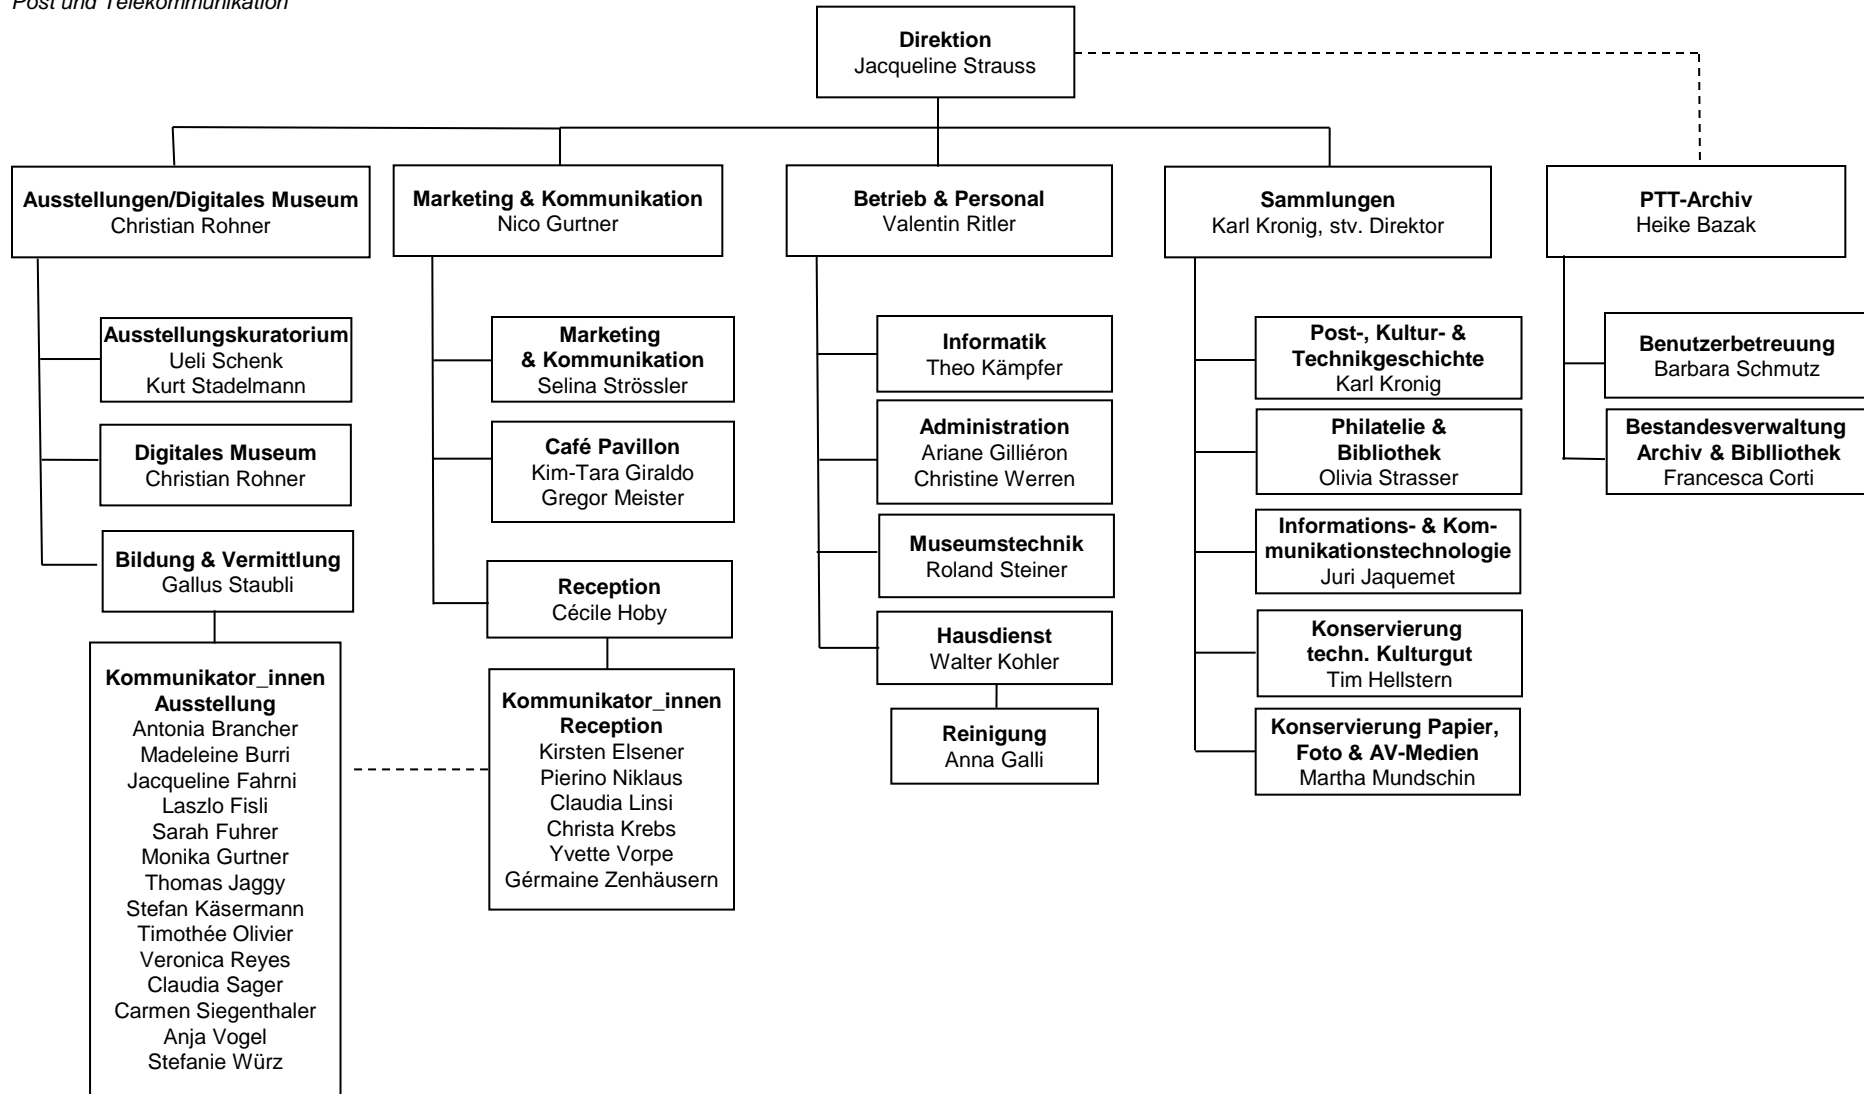 Post und Telekommunikation
Direktion
Jacqueline Strauss
Ausstellungen/Digitales Museum
Christian Rohner
Ausstellungskuratorium
Ueli Schenk
Kurt Stadelmann
Digitales Museum
Christian Rohner
Bildung & Vermittlung
Gallus Staubli
Kommunikator_innen
Ausstellung
Antonia Brancher
Madeleine Burri
Jacqueline Fahrni
Laszlo Fisli
Sarah Fuhrer
Monika Gurtner
Thomas Jaggy
Stefan Käsermann
Timothée Olivier
Veronica Reyes
Claudia Sager
Carmen Siegenthaler
Anja Vogel
Stefanie Würz
Marketing & Kommunikation
Nico Gurtner
Marketing
& Kommunikation
Selina Strössler
Café Pavillon
Kim-Tara Giraldo
Gregor Meister
Reception
Cécile Hoby
Kommunikator_innen
Reception
Kirsten Elsener
Pierino Niklaus
Claudia Linsi
Christa Krebs
Yvette Vorpe
Gérmaine Zenhäusern
Betrieb & Personal
Valentin Ritler
Informatik
Theo Kämpfer
Administration
Ariane Gilliéron
Christine Werren
Museumstechnik
Roland Steiner
Hausdienst
Walter Kohler
Reinigung
Anna Galli
Sammlungen
Karl Kronig, stv. Direktor
Post-, Kultur- &
Technikgeschichte
Karl Kronig
Philatelie &
Bibliothek
Olivia Strasser
Informations- & Kom-
munikationstechnologie
Juri Jaquemet
Konservierung
techn. Kulturgut
Tim Hellstern
Konservierung Papier,
Foto & AV-Medien
Martha Mundschin
PTT-Archiv
Heike Bazak
Benutzerbetreuung
Barbara Schmutz
Bestandesverwaltung
Archiv & Biblliothek
Francesca Corti